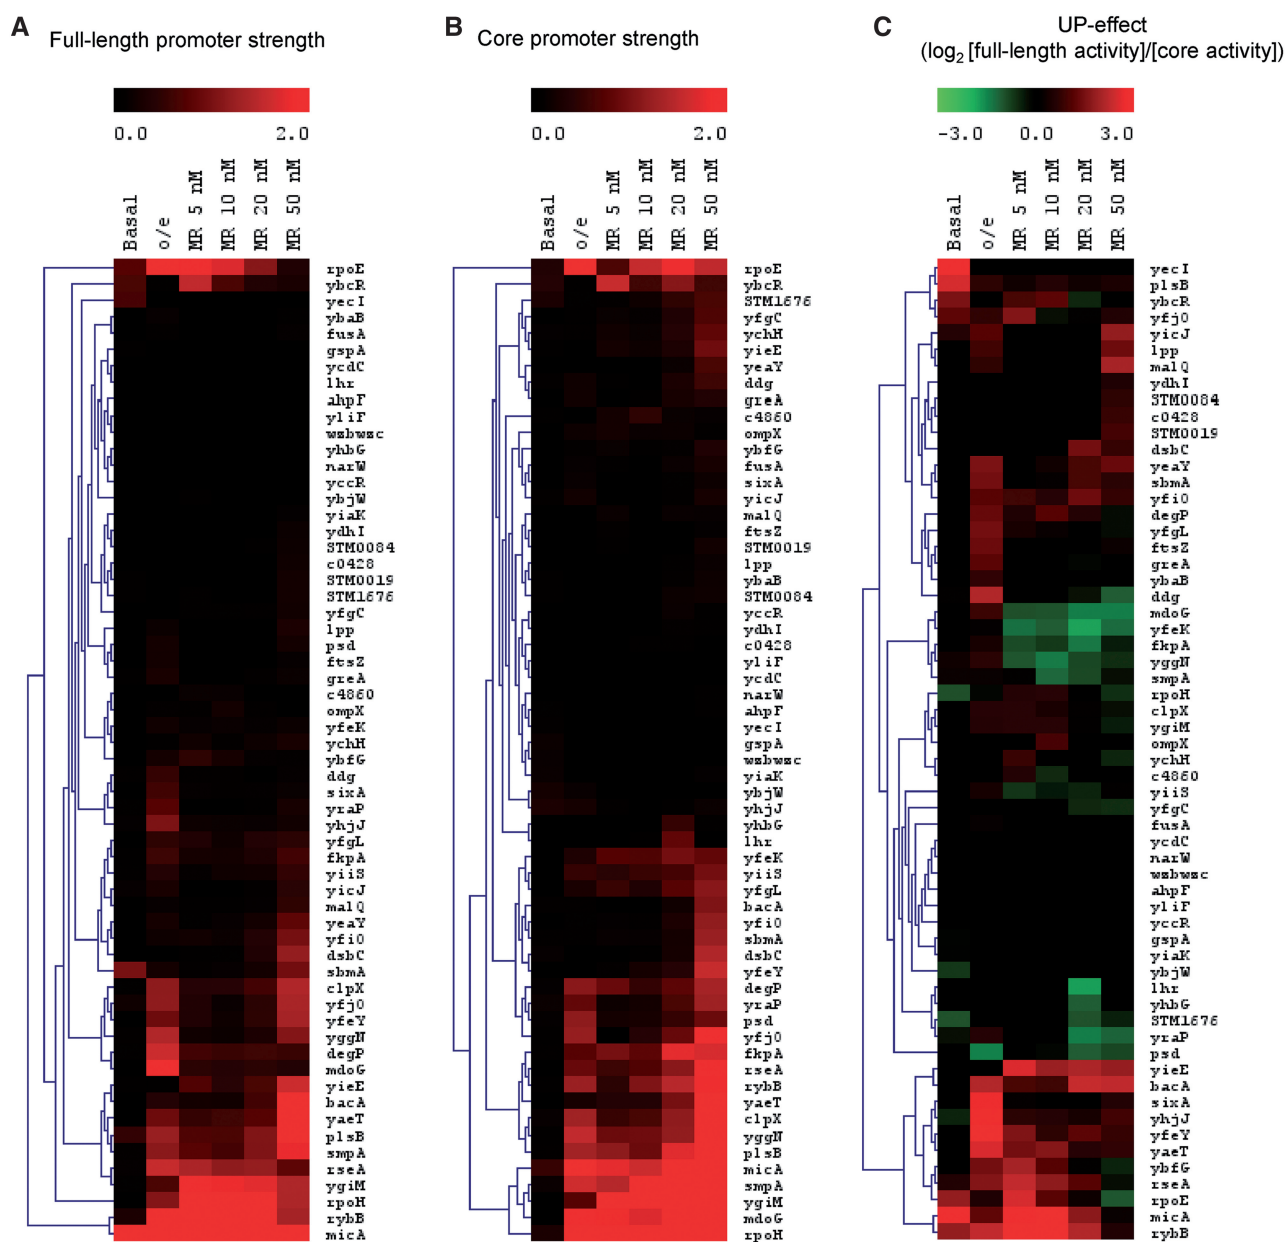 A
Full-length promoter strength
0.0 2.0
Basal
o/e
MR 5 nM
MR 10 nM
MR 20 nM
MR 50 nM
rpoE
ybcR
yecI
ybaB
fusA
gspA
ycdC
lhr
ahpF
yliF
wzbwzc
yhbG
narW
yccR
ybjW
yiaK
ydhI
STM0084
c0428
STM0019
STM1676
yfgC
lpp
psd
ftsZ
greA
c4860
ompX
yfeK
ychH
ybfG
ddg
sixA
yraP
yhjJ
yfgL
fkpA
yiiS
yicJ
malQ
yeaY
yfiO
dsbC
sbmA
clpX
yfjO
yfeY
yggN
degP
mdoG
yieE
bacA
yaeT
plsB
smpA
rseA
ygiM
rpoH
rybB
micA
B
Core promoter strength
0.0 2.0
Basal
o/e
MR 5 nM
MR 10 nM
MR 20 nM
MR 50 nM
rpoE
ybcR
STM1676
yfgC
ychH
yieE
yeaY
ddg
greA
c4860
ompX
ybfG
fusA
sixA
yicJ
malQ
ftsZ
STM0019
lpp
ybaB
STM0084
yccR
ydhI
c0428
yliF
ycdC
narW
ahpF
yecI
gspA
wzbwzc
yiaK
ybjW
yhjJ
yhbG
lhr
yfeK
yiiS
yfgL
bacA
yfiO
sbmA
dsbC
yfeY
degP
yraP
psd
yfjO
fkpA
rseA
rybB
yaeT
clpX
yggN
plsB
micA
smpA
ygiM
mdoG
rpoH
C
UP-effect
(log2 [full-length activity]/[core activity])
-3.0 0.0 3.0
Basal
o/e
MR 5 nM
MR 10 nM
MR 20 nM
MR 50 nM
yecI
plsB
ybcR
yfjO
yicJ
lpp
malQ
ydhI
STM0084
c0428
STM0019
dsbC
yeaY
sbmA
yfiO
degP
yfgL
ftsZ
greA
ybaB
ddg
mdoG
yfeK
fkpA
yggN
smpA
rpoH
clpX
ygiM
ompX
ychH
c4860
yiiS
yfgC
fusA
ycdC
narW
wzbwzc
ahpF
yliF
yccR
gspA
yiaK
ybjW
lhr
yhbG
STM1676
yraP
psd
yieE
bacA
sixA
yhjJ
yfeY
yaeT
ybfG
rseA
rpoE
micA
rybB